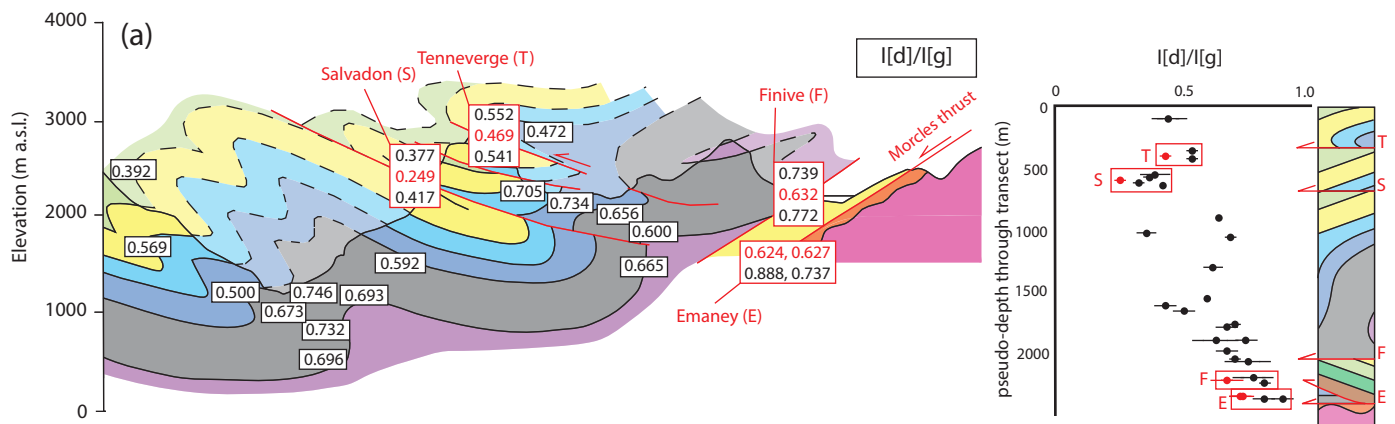 (a)
Elevation (m a.s.l.)
4000
3000
2000
1000
0
Salvadon (S)
Tenneverge (T)
Finive (F)
Morcles thrust
Emaney (E)
I[d]/I[g]
0.552
0.469
0.541
0.472
0.377
0.249
0.417
0.392
0.569
0.705
0.734
0.656
0.600
0.665
0.739
0.632
0.772
0.624, 0.627
0.888, 0.737
0.592
0.500
0.746
0.693
0.673
0.732
0.696
I[d]/I[g]
0
0.5
1.0
pseudo-depth through transect (m)
0
500
1000
1500
2000
T
S
F
E
T
S
F
E